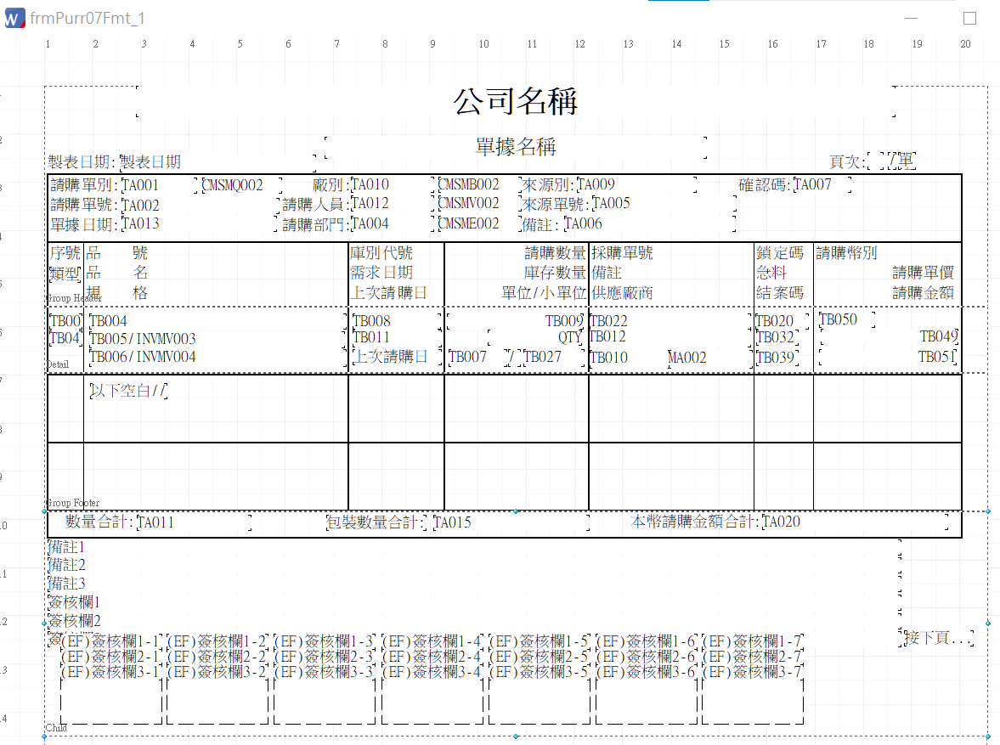 frmPurr07Fmt_1
1 2 3 4 5 6 7 8 9 10 11 12 13 14 15 16 17 18 19 20
公司名稱
單據名稱
製表日期: 製表日期 頁次: / 單
請購單別: TA001 CMSMQ002 廠別: TA010 CMSMB002 來源別: TA009 確認碼: TA007
請購單號: TA002 請購人員: TA012 CMSMV002 來源單號: TA005
單據日期: TA013 請購部門: TA004 CMSME002 備註: TA006
序號 品 號 庫別代號 請購數量 採購單號 鎖定碼 請購幣別
類型 品 名 需求日期 庫存數量 備註 急料 請購單價
規 格 上次請購日 單位/小單位 供應廠商 結案碼 請購金額
Group Header
TB00 TB004 TB008 TB009 TB022 TB020 TB050
TB04 TB005/INVMV003 TB011 QTY TB012 TB032 TB049
TB006/INVMV004 上次請購日 TB007 / TB027 TB010 MA002 TB039 TB051
Detail
以下空白//
Group Footer
數量合計: TA011 包裝數量合計: TA015 本幣請購金額合計: TA020
備註1
備註2
備註3
簽核欄1
簽核欄2
接下頁...
(EF)簽核欄1-1 (EF)簽核欄1-2 (EF)簽核欄1-3 (EF)簽核欄1-4 (EF)簽核欄1-5 (EF)簽核欄1-6 (EF)簽核欄1-7
(EF)簽核欄2-1 (EF)簽核欄2-2 (EF)簽核欄2-3 (EF)簽核欄2-4 (EF)簽核欄2-5 (EF)簽核欄2-6 (EF)簽核欄2-7
(EF)簽核欄3-1 (EF)簽核欄3-2 (EF)簽核欄3-3 (EF)簽核欄3-4 (EF)簽核欄3-5 (EF)簽核欄3-6 (EF)簽核欄3-7
Child